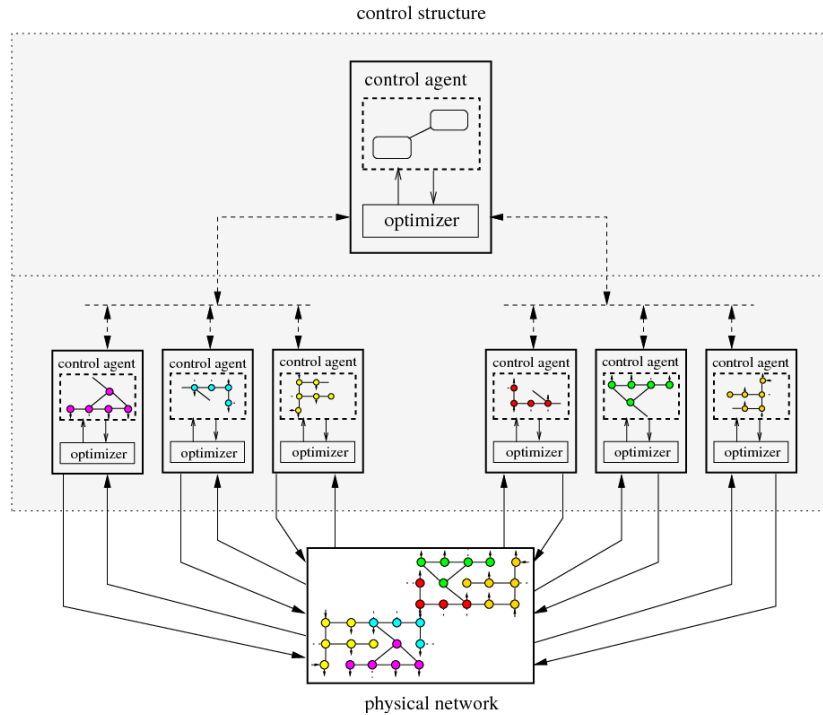 control structure
control agent
optimizer
control agent
control agent
control agent
control agent
control agent
control agent
optimizer
optimizer
optimizer
optimizer
optimizer
optimizer
physical network